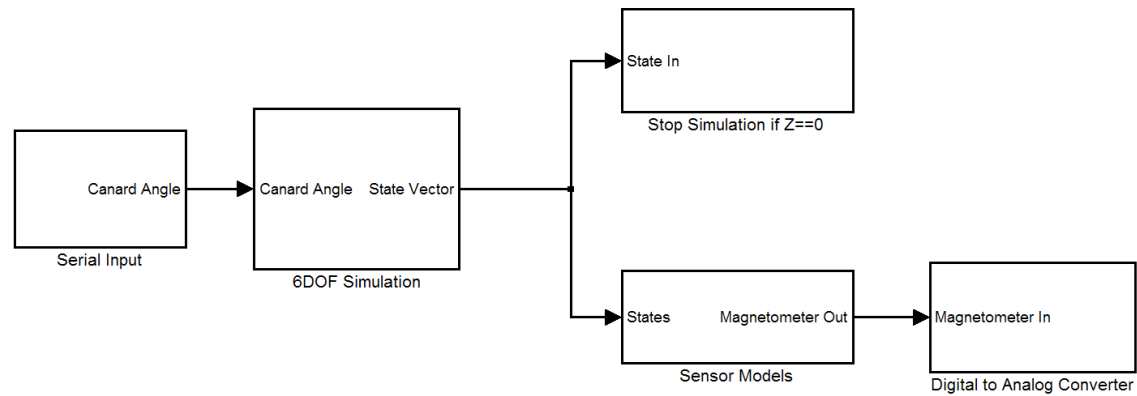 State In
Stop Simulation if Z==0
Canard Angle
Serial Input
Canard Angle
State Vector
6DOF Simulation
States
Magnetometer Out
Sensor Models
Magnetometer In
Digital to Analog Converter